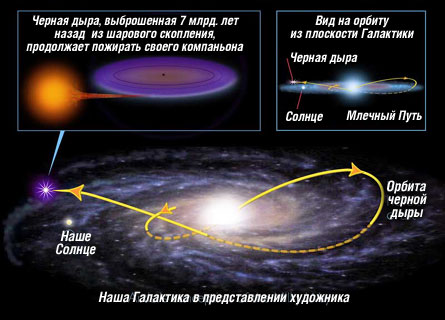 Черная дыра, выброшенная 7 млрд. лет
назад из шарового скопления,
продолжает пожирать своего компаньона
Вид на орбиту
из плоскости Галактики
Черная дыра
Солнце
Млечный Путь
Орбита
черной
дыры
Наше
Солнце
Наша Галактика в представлении художника